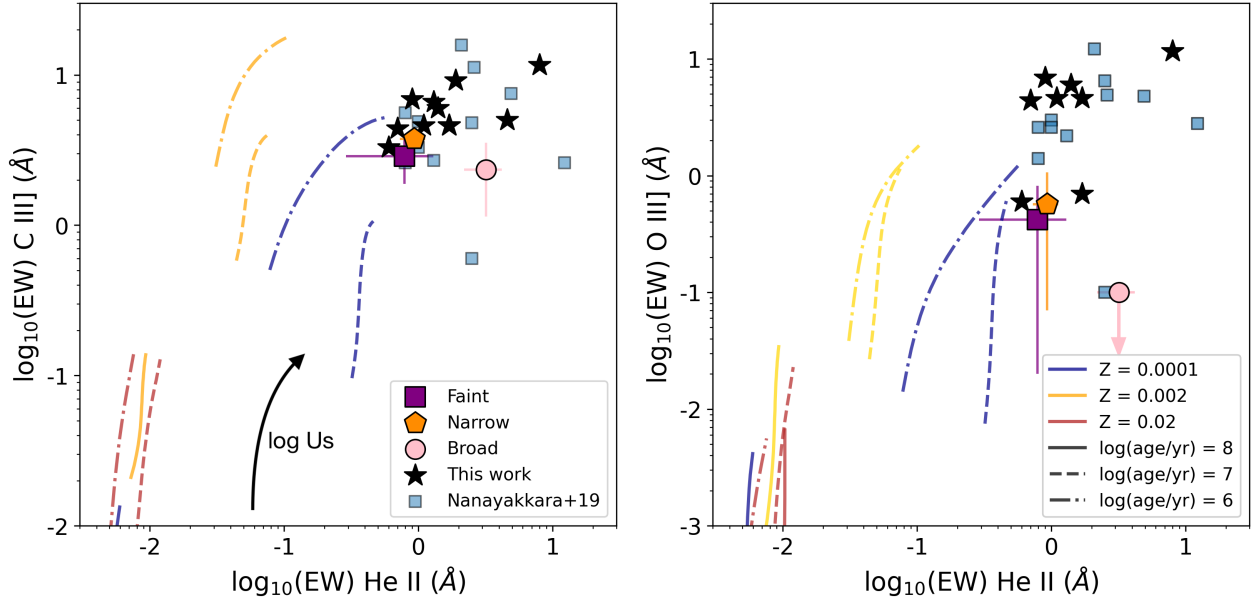 log₁₀(EW) C III] (Å)
1
0
-1
-2
-2
-1
0
1
log₁₀(EW) He II (Å)
log Us
Faint
Narrow
Broad
This work
Nanayakkara+19
log₁₀(EW) O III] (Å)
1
0
-1
-2
-3
-2
-1
0
1
log₁₀(EW) He II (Å)
Z = 0.0001
Z = 0.002
Z = 0.02
log(age/yr) = 8
log(age/yr) = 7
log(age/yr) = 6